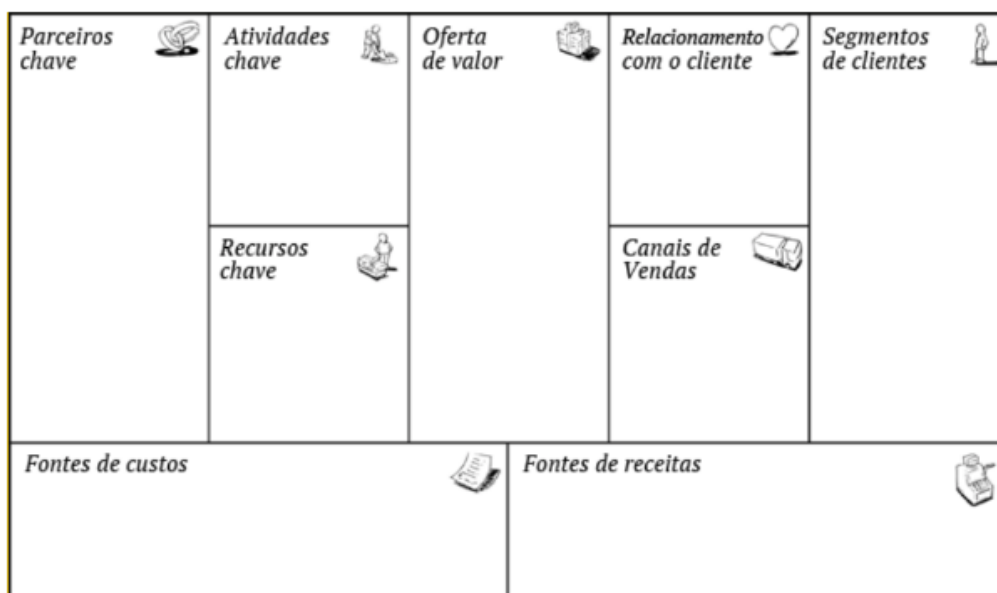 Parceiros
chave
Atividades
chave
Oferta
de valor
Relacionamento
com o cliente
Segmentos
de clientes
Recursos
chave
Canais de
Vendas
Fontes de custos
Fontes de receitas